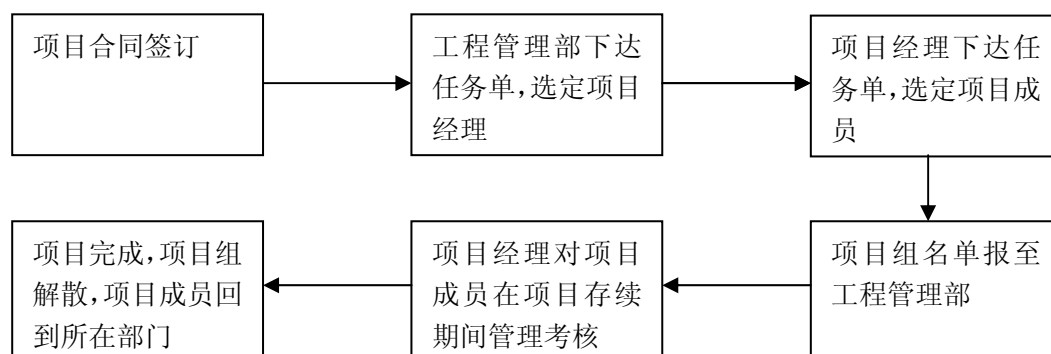 项目合同签订
工程管理部下达
任务单,选定项目
经理
项目经理下达任
务单,选定项目成
员
项目组名单报至
工程管理部
项目经理对项目
成员在项目存续
期间管理考核
项目完成,项目组
解散,项目成员回
到所在部门